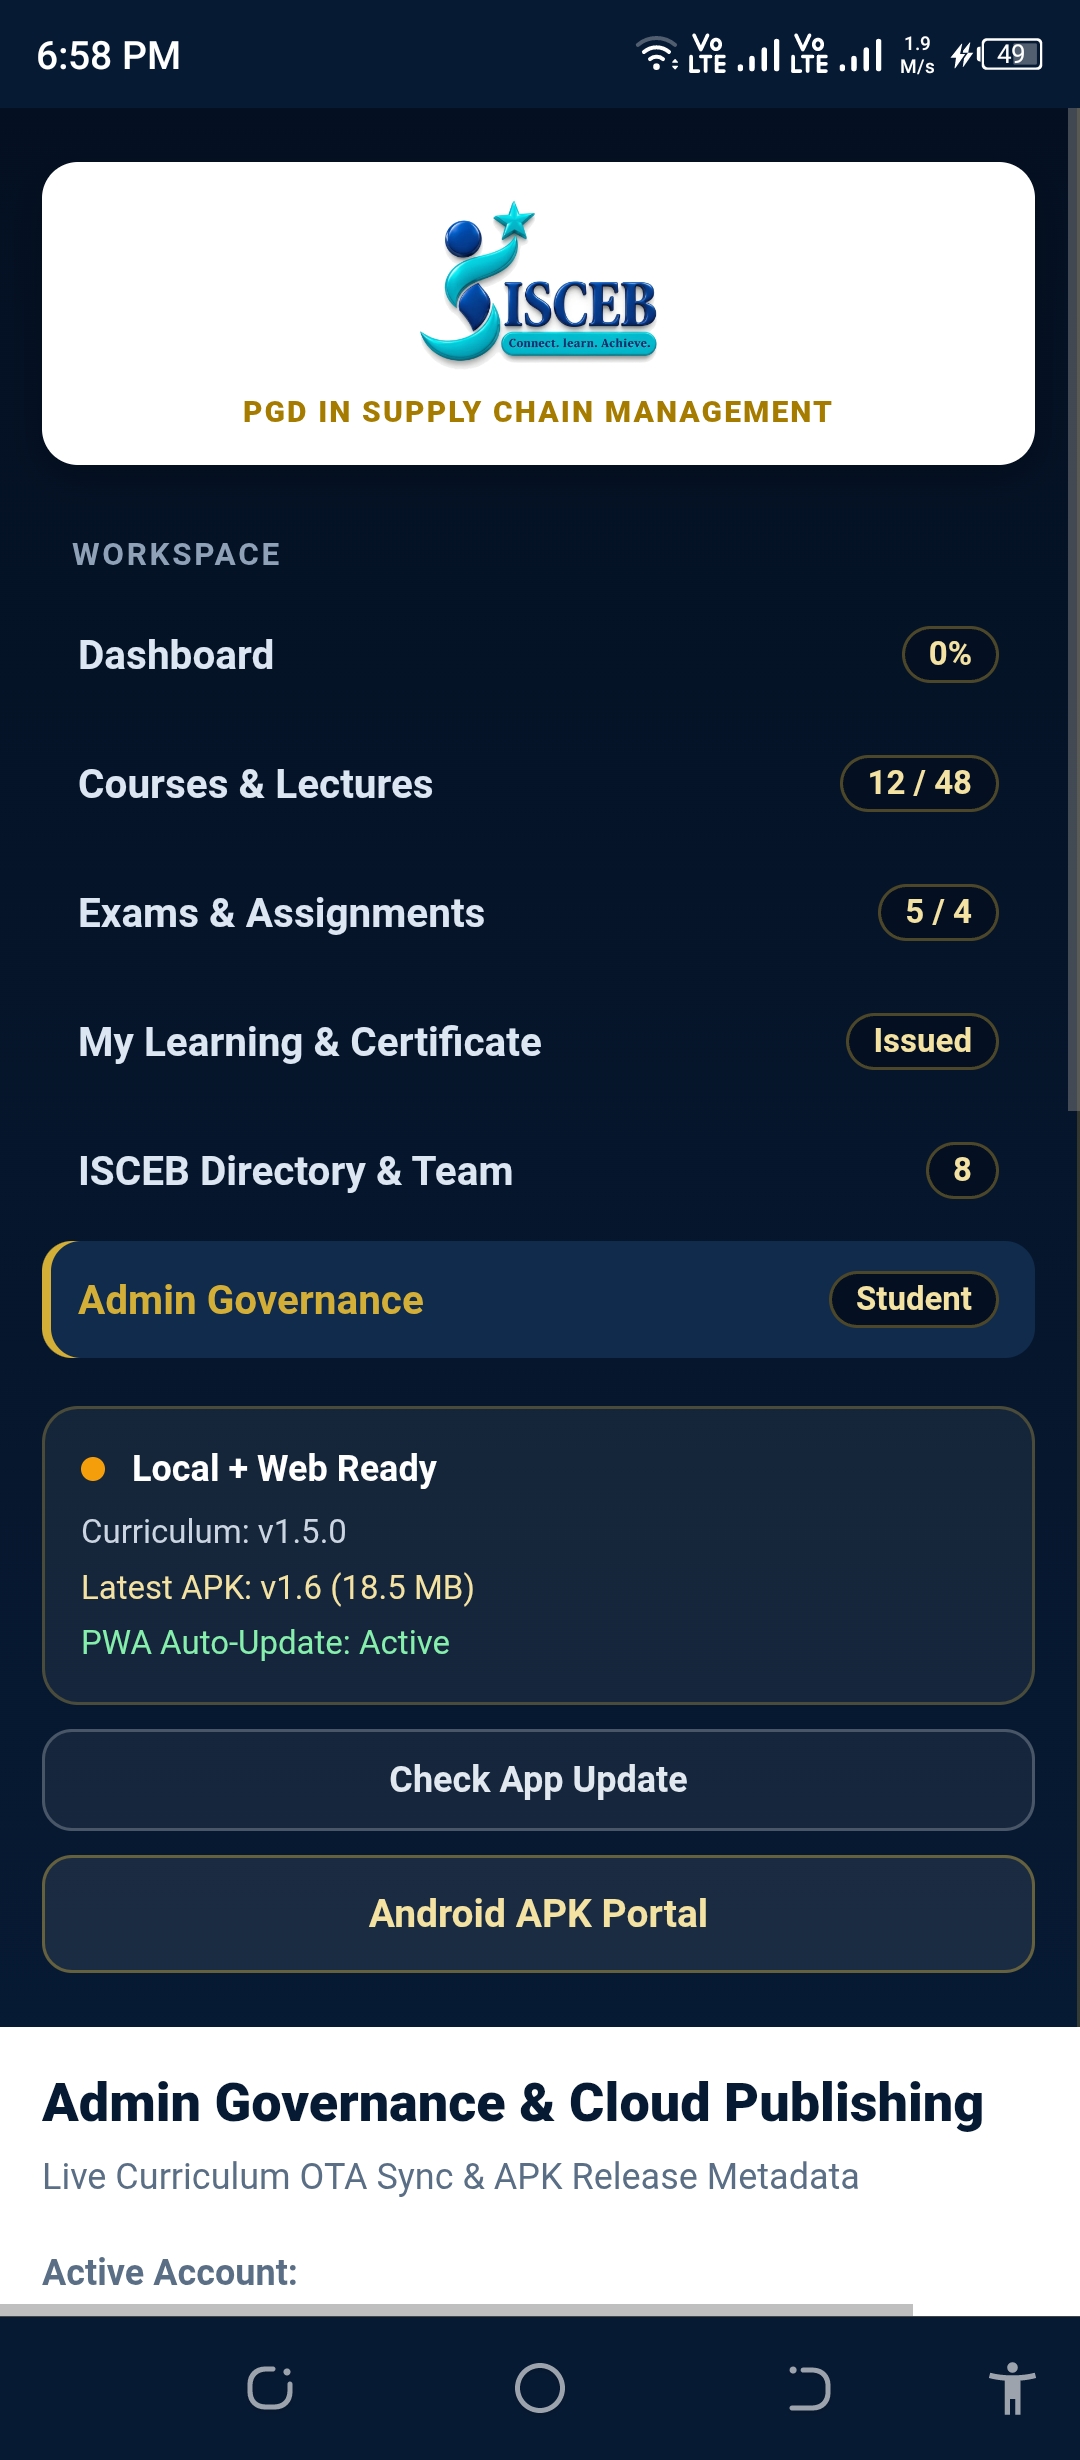 6:58 PM
Vo LTE
Vo LTE
1.9 M/s
49
ISCEB
Connect. learn. Achieve.
PGD IN SUPPLY CHAIN MANAGEMENT
WORKSPACE
Dashboard
0%
Courses & Lectures
12 / 48
Exams & Assignments
5 / 4
My Learning & Certificate
Issued
ISCEB Directory & Team
8
Admin Governance
Student
Local + Web Ready
Curriculum: v1.5.0
Latest APK: v1.6 (18.5 MB)
PWA Auto-Update: Active
Check App Update
Android APK Portal
Admin Governance & Cloud Publishing
Live Curriculum OTA Sync & APK Release Metadata
Active Account: